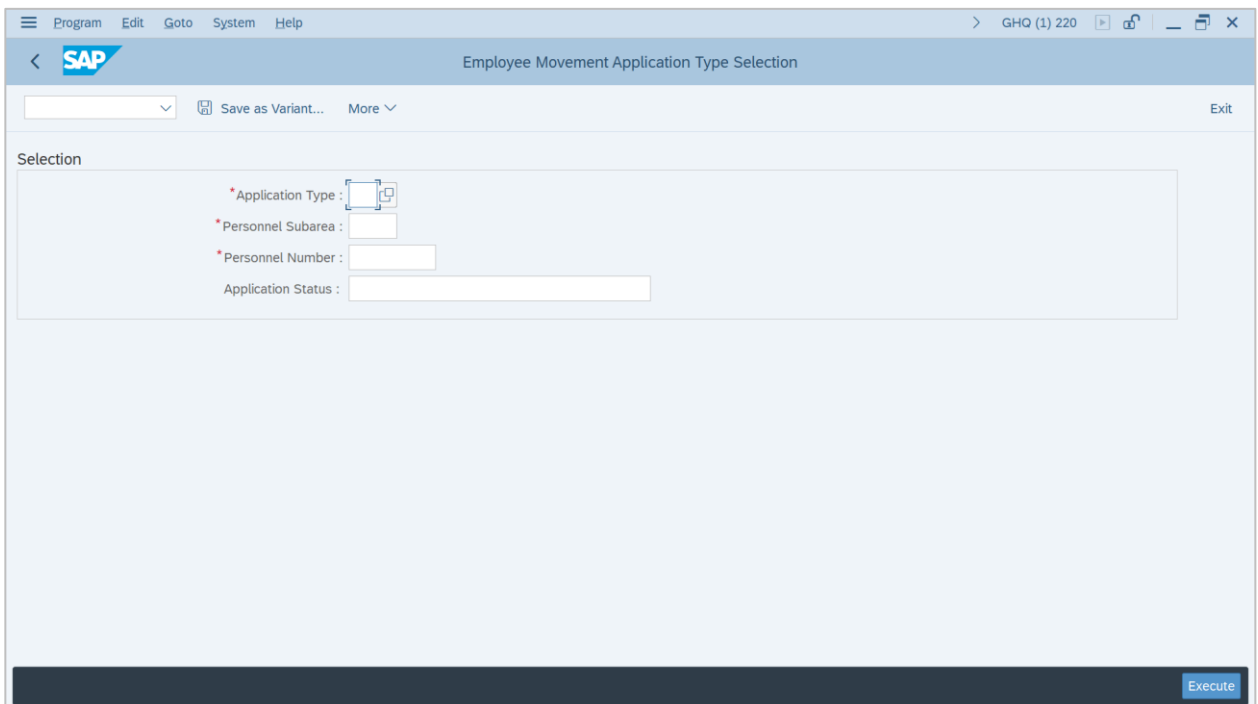 Program Edit Goto System Help GHQ (1) 220
SAP Employee Movement Application Type Selection
Save as Variant... More Exit
Selection
*Application Type :
*Personnel Subarea :
*Personnel Number :
Application Status :
Execute